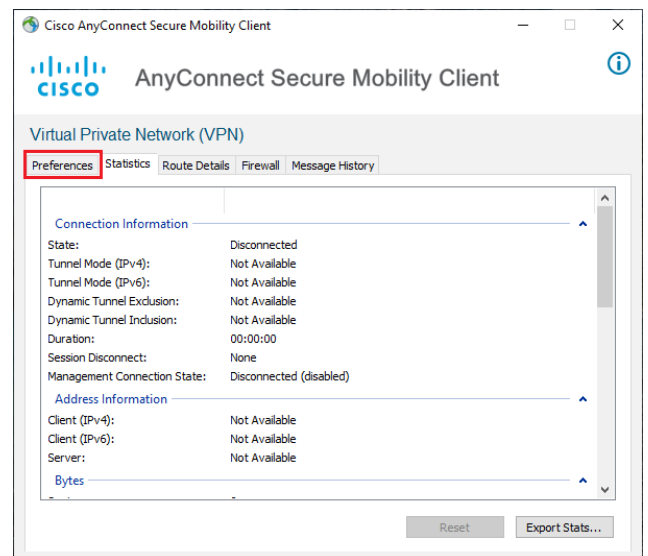 Cisco AnyConnect Secure Mobility Client
CISCO
AnyConnect Secure Mobility Client
Virtual Private Network (VPN)
Preferences Statistics Route Details Firewall Message History
Connection Information
State: Disconnected
Tunnel Mode (IPv4): Not Available
Tunnel Mode (IPv6): Not Available
Dynamic Tunnel Exclusion: Not Available
Dynamic Tunnel Inclusion: Not Available
Duration: 00:00:00
Session Disconnect: None
Management Connection State: Disconnected (disabled)
Address Information
Client (IPv4): Not Available
Client (IPv6): Not Available
Server: Not Available
Bytes
Reset Export Stats...